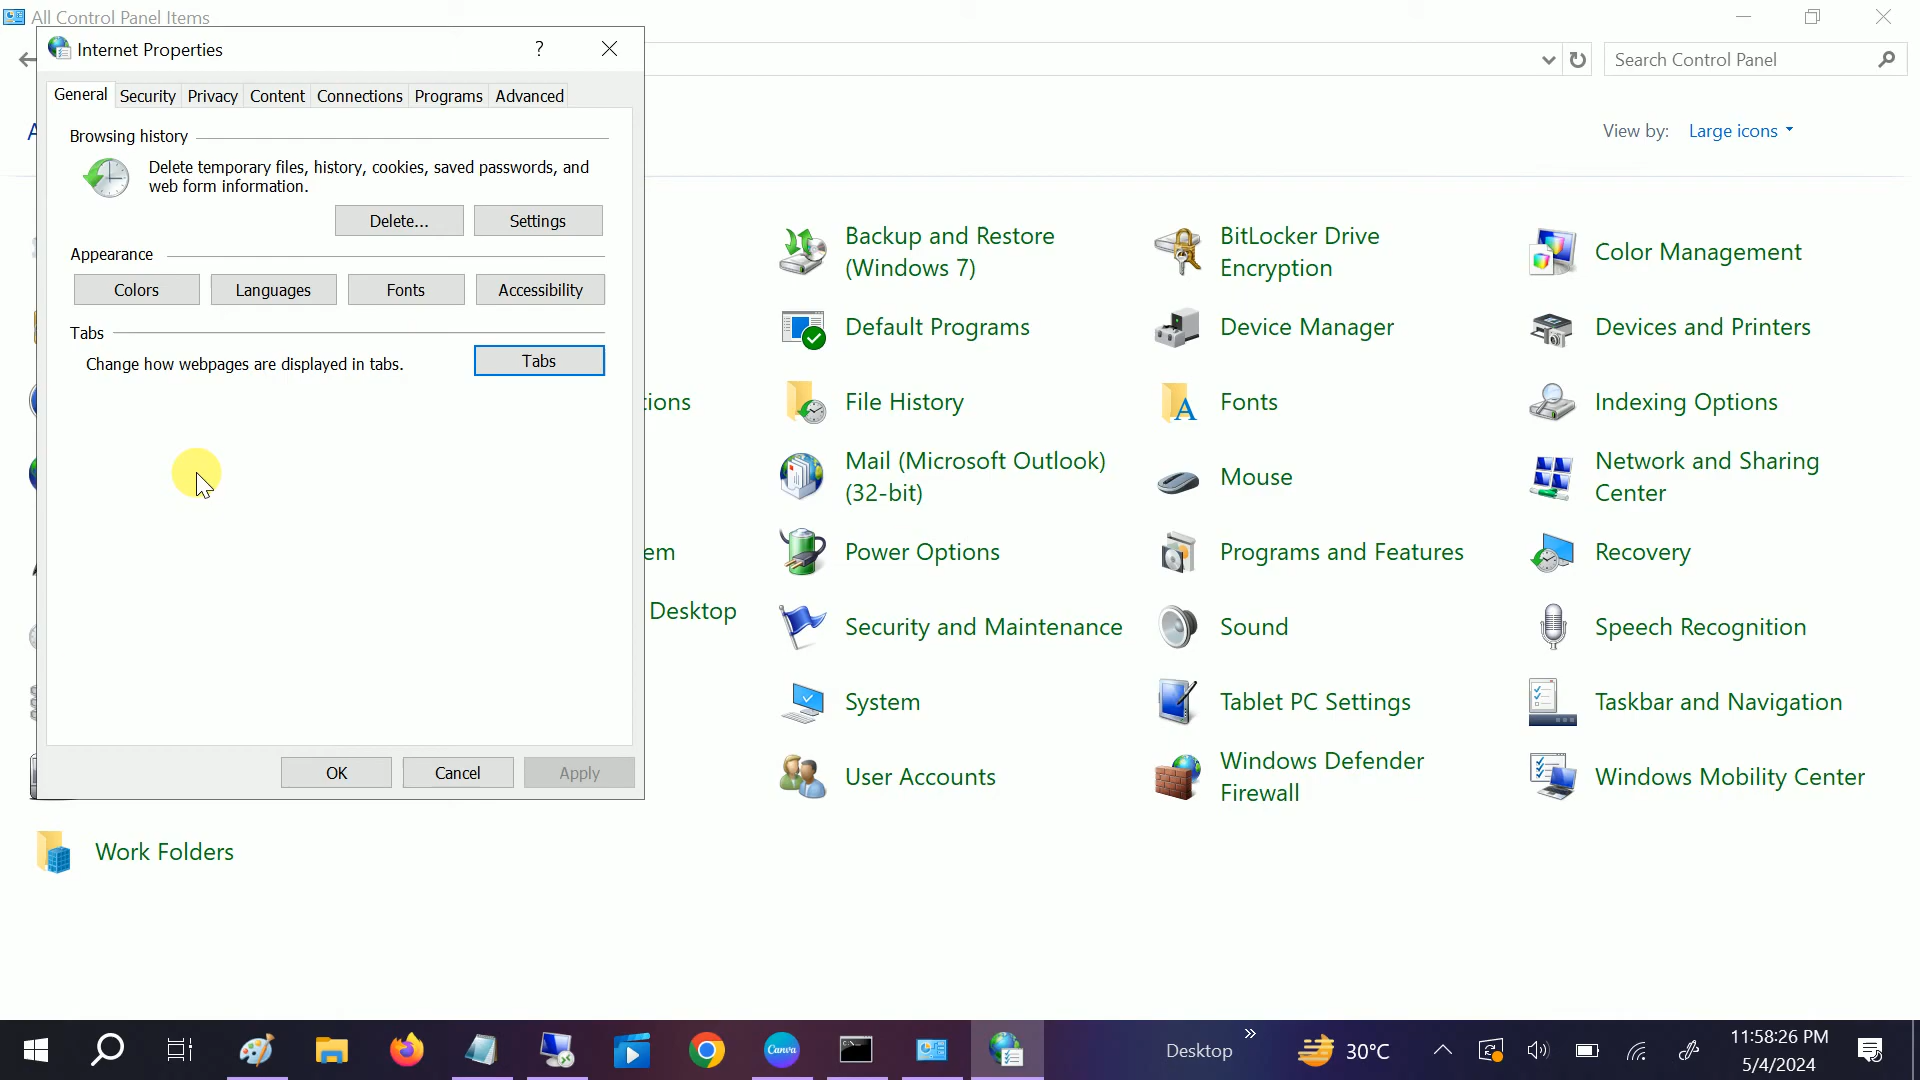 All Control Panel Items
Internet Properties
?
Search Control Panel
General Security Privacy Content Connections Programs Advanced
View by: Large icons
Browsing history
Delete temporary files, history, cookies, saved passwords, and
web form information.
Delete... Settings
Appearance
Colors Languages Fonts Accessibility
Tabs
Change how webpages are displayed in tabs.
Tabs
OK Cancel Apply
Backup and Restore
(Windows 7)
BitLocker Drive
Encryption
Color Management
Default Programs
Device Manager
Devices and Printers
tions
File History
Fonts
Indexing Options
Mail (Microsoft Outlook)
(32-bit)
Mouse
Network and Sharing
Center
em
Power Options
Programs and Features
Recovery
Desktop
Security and Maintenance
Sound
Speech Recognition
System
Tablet PC Settings
Taskbar and Navigation
User Accounts
Windows Defender
Firewall
Windows Mobility Center
Work Folders
Canva
Desktop
30°C
11:58:26 PM
5/4/2024